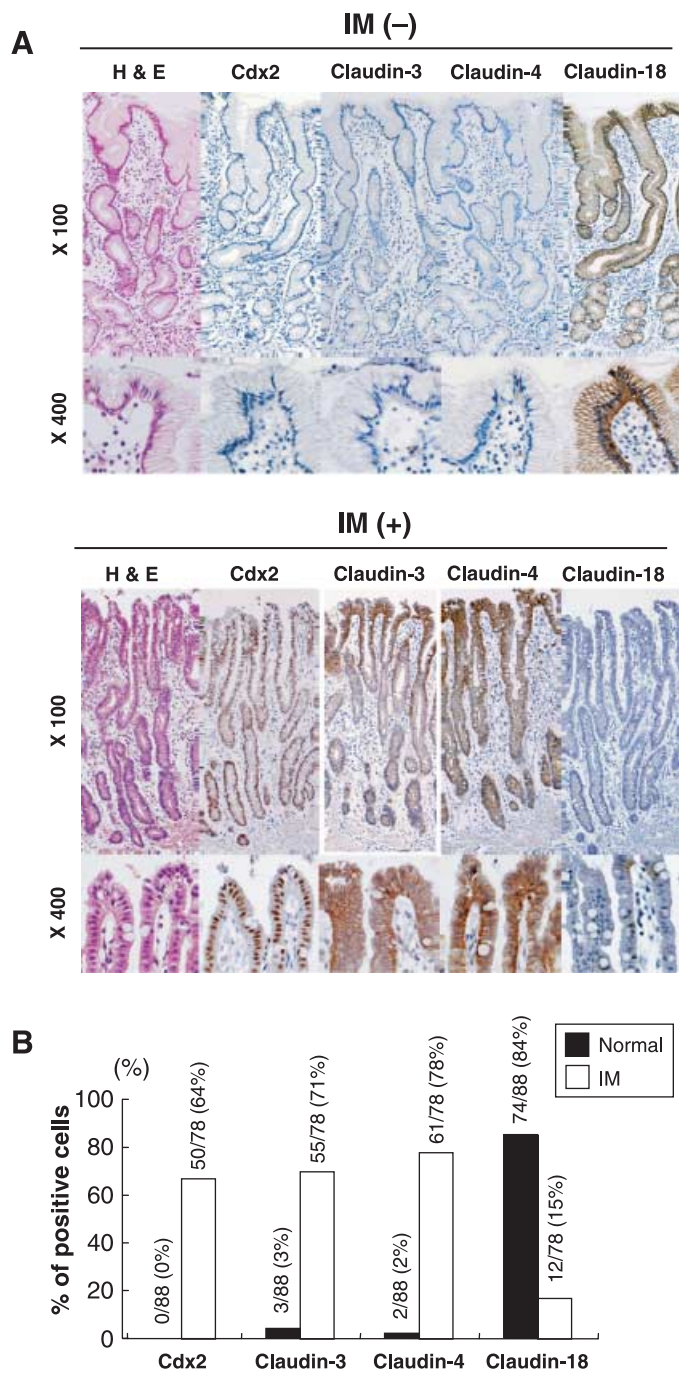 A
IM (–)
H & E Cdx2 Claudin-3 Claudin-4 Claudin-18
X 100
X 400
IM (+)
H & E Cdx2 Claudin-3 Claudin-4 Claudin-18
X 100
X 400
B
Normal
IM
(%)
% of positive cells
100
80
60
40
20
0
0/88 (0%)
50/78 (64%)
3/88 (3%)
55/78 (71%)
2/88 (2%)
61/78 (78%)
74/88 (84%)
12/78 (15%)
Cdx2 Claudin-3 Claudin-4 Claudin-18